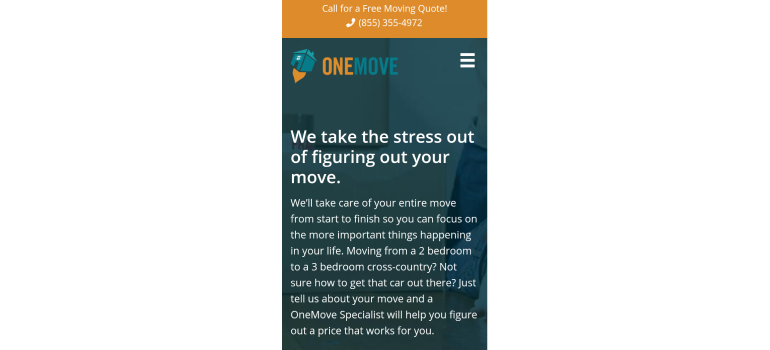 Call for a Free Moving Quote!
(855) 355-4972
ONEMOVE
We take the stress out
of figuring out your
move.
We'll take care of your entire move
from start to finish so you can focus on
the more important things happening
in your life. Moving from a 2 bedroom
to a 3 bedroom cross-country? Not
sure how to get that car out there? Just
tell us about your move and a
OneMove Specialist will help you figure
out a price that works for you.